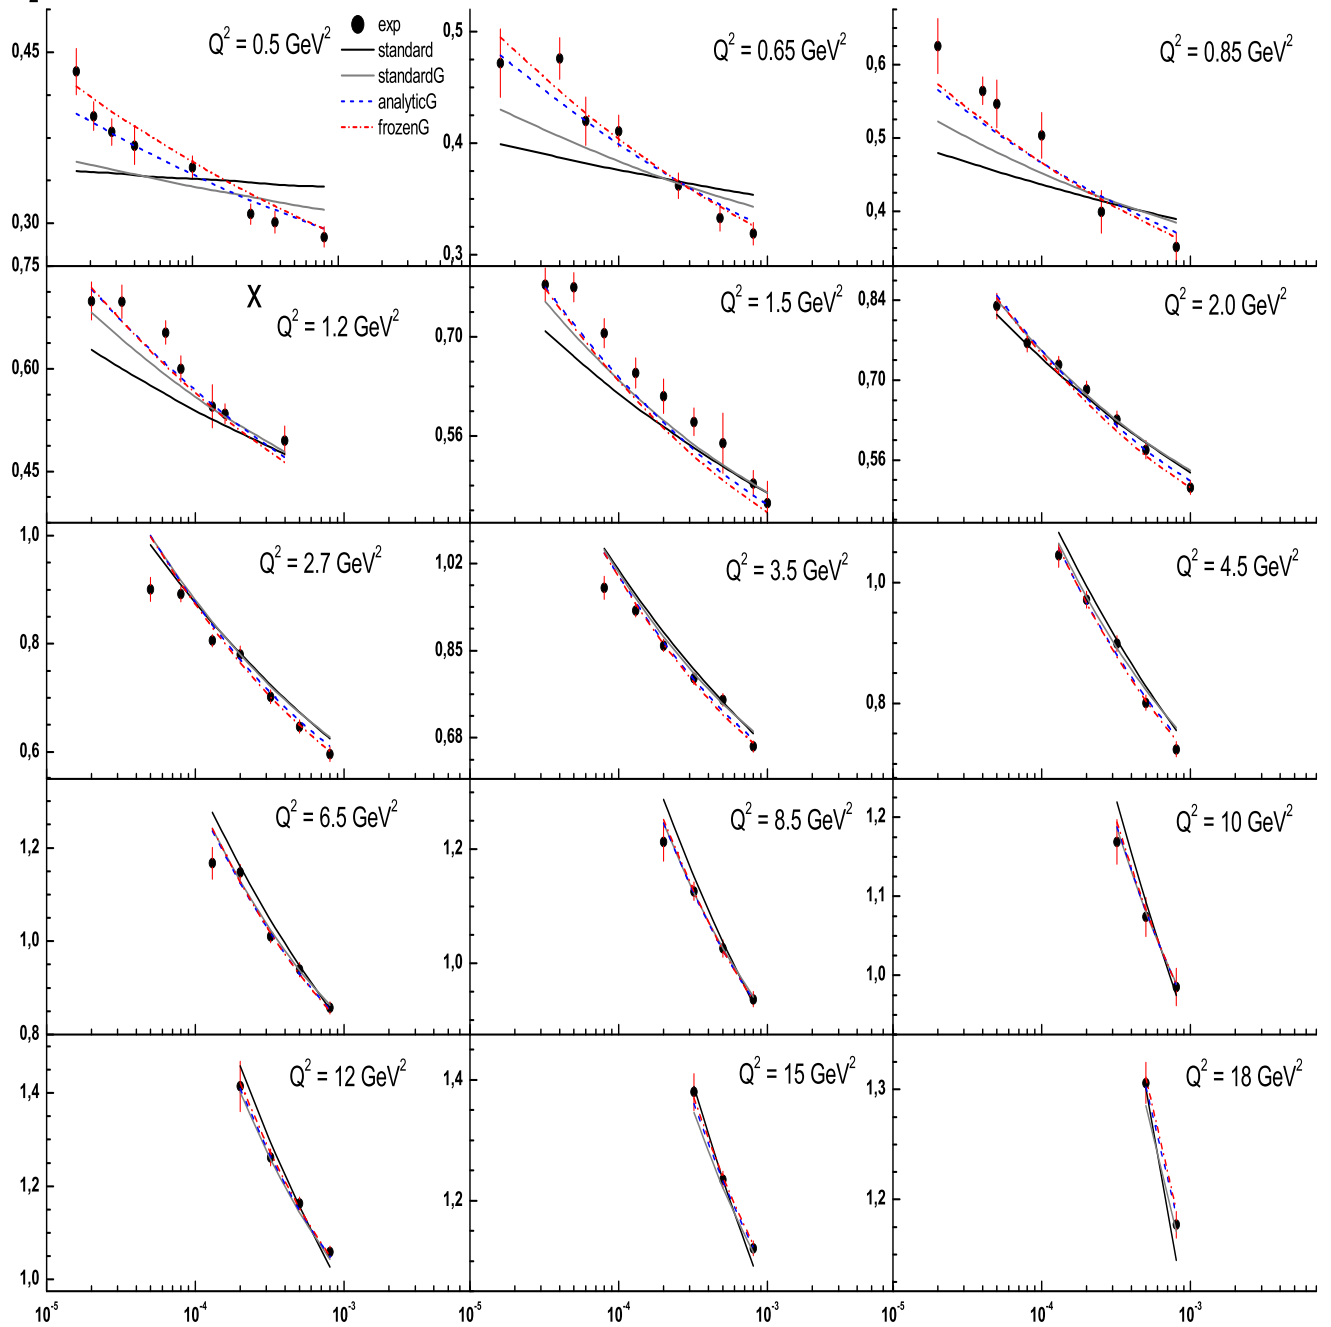 0,45
0,30
0,75
Q² = 0.5 GeV²
exp
standard
standardG
analyticG
frozenG
0,5
0,4
0,3
Q² = 0.65 GeV²
0,6
0,5
0,4
Q² = 0.85 GeV²
0,60
0,45
X
Q² = 1.2 GeV²
0,70
0,56
Q² = 1.5 GeV²
0,84
0,70
0,56
Q² = 2.0 GeV²
1,0
0,8
0,6
Q² = 2.7 GeV²
1,02
0,85
0,68
Q² = 3.5 GeV²
1,0
0,8
Q² = 4.5 GeV²
1,2
1,0
0,8
Q² = 6.5 GeV²
1,2
1,0
Q² = 8.5 GeV²
1,2
1,1
1,0
Q² = 10 GeV²
1,4
1,2
1,0
Q² = 12 GeV²
1,4
1,2
Q² = 15 GeV²
1,3
1,2
Q² = 18 GeV²
10⁻⁵ 10⁻⁴ 10⁻³ 10⁻⁵ 10⁻⁴ 10⁻³ 10⁻⁵ 10⁻⁴ 10⁻³